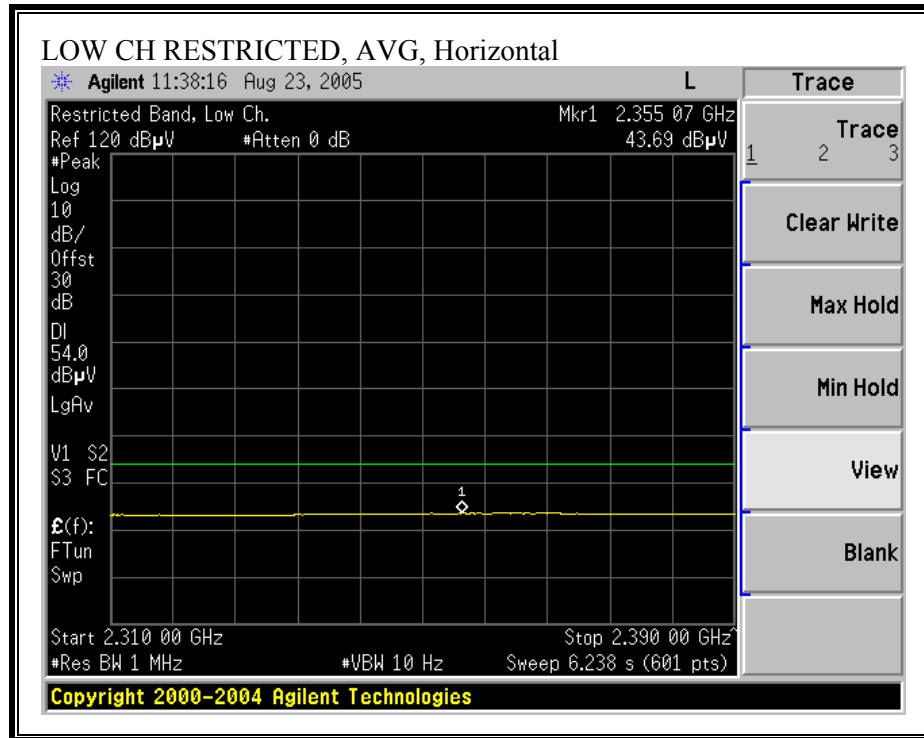 LOW CH RESTRICTED, AVG, Horizontal
Agilent 11:38:16 Aug 23, 2005 L
Restricted Band, Low Ch. Mkr1 2.355 07 GHz
Ref 120 dBµV #Atten 0 dB 43.69 dBµV
#Peak
Log
10
dB/
Offst
30
dB
DI
54.0
dBµV
LgAv
V1 S2
S3 FC
1
£(f):
FTun
Swp
Start 2.310 00 GHz Stop 2.390 00 GHz^
#Res BW 1 MHz #VBW 10 Hz Sweep 6.238 s (601 pts)
Copyright 2000-2004 Agilent Technologies
Trace
Trace
1 2 3
Clear Write
Max Hold
Min Hold
View
Blank